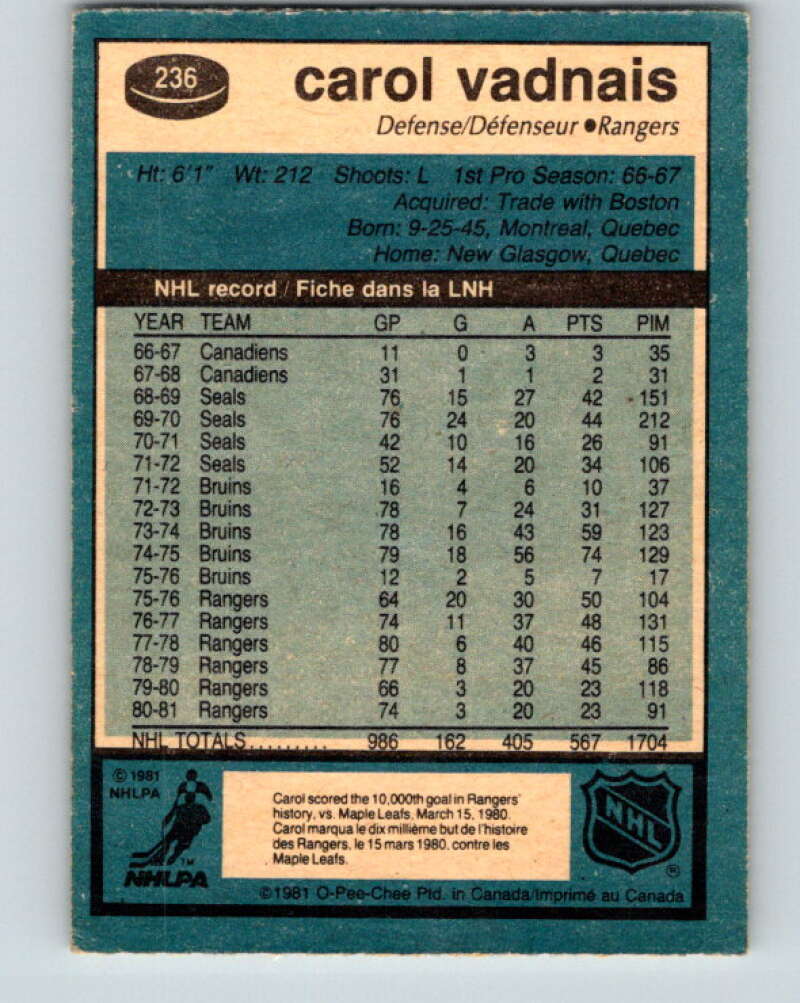 236
carol vadnais
Defense/Défenseur ●Rangers
Ht: 6'1" Wt: 212 Shoots: L 1st Pro Season: 66-67
Acquired: Trade with Boston
Born: 9-25-45, Montreal, Quebec
Home: New Glasgow, Quebec
NHL record / Fiche dans la LNH
YEAR TEAM GP G A PTS PIM
66-67 Canadiens 11 0 3 3 35
67-68 Canadiens 31 1 1 2 31
68-69 Seals 76 15 27 42 151
69-70 Seals 76 24 20 44 212
70-71 Seals 42 10 16 26 91
71-72 Seals 52 14 20 34 106
71-72 Bruins 16 4 6 10 37
72-73 Bruins 78 7 24 31 127
73-74 Bruins 78 16 43 59 123
74-75 Bruins 79 18 56 74 129
75-76 Bruins 12 2 5 7 17
75-76 Rangers 64 20 30 50 104
76-77 Rangers 74 11 37 48 131
77-78 Rangers 80 6 40 46 115
78-79 Rangers 77 8 37 45 86
79-80 Rangers 66 3 20 23 118
80-81 Rangers 74 3 20 23 91
NHL TOTALS.......... 986 162 405 567 1704
© 1981
NHLPA
TM
NHLPA
Carol scored the 10,000th goal in Rangers'
history, vs. Maple Leafs, March 15, 1980.
Carol marqua le dix millième but de l'histoire
des Rangers, le 15 mars 1980, contre les
Maple Leafs.
NHL
®
©1981 O-Pee-Chee Ptd. in Canada/Imprimé au Canada